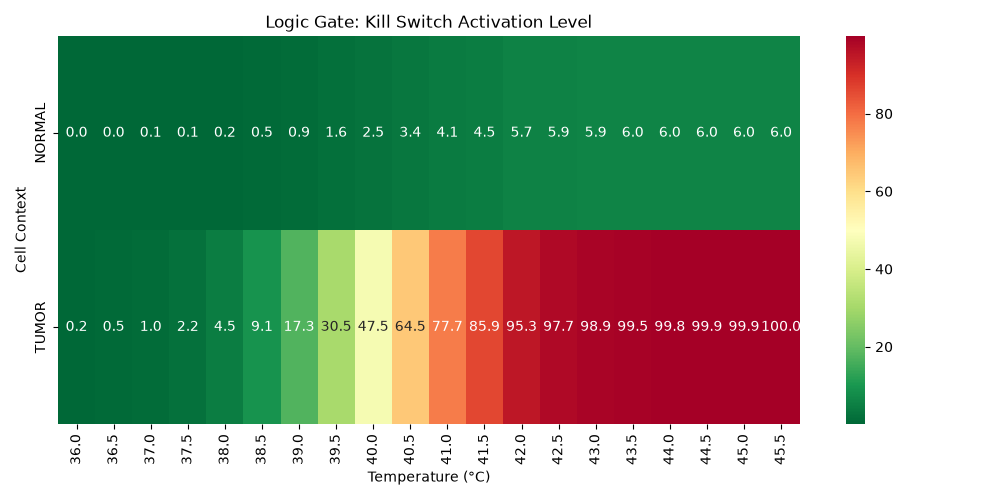 Logic Gate: Kill Switch Activation Level
Cell Context
NORMAL
0.0 0.0 0.1 0.1 0.2 0.5 0.9 1.6 2.5 3.4 4.1 4.5 5.7 5.9 5.9 6.0 6.0 6.0 6.0 6.0
TUMOR
0.2 0.5 1.0 2.2 4.5 9.1 17.3 30.5 47.5 64.5 77.7 85.9 95.3 97.7 98.9 99.5 99.8 99.9 99.9 100.0
36.0 36.5 37.0 37.5 38.0 38.5 39.0 39.5 40.0 40.5 41.0 41.5 42.0 42.5 43.0 43.5 44.0 44.5 45.0 45.5
Temperature (°C)
80
60
40
20